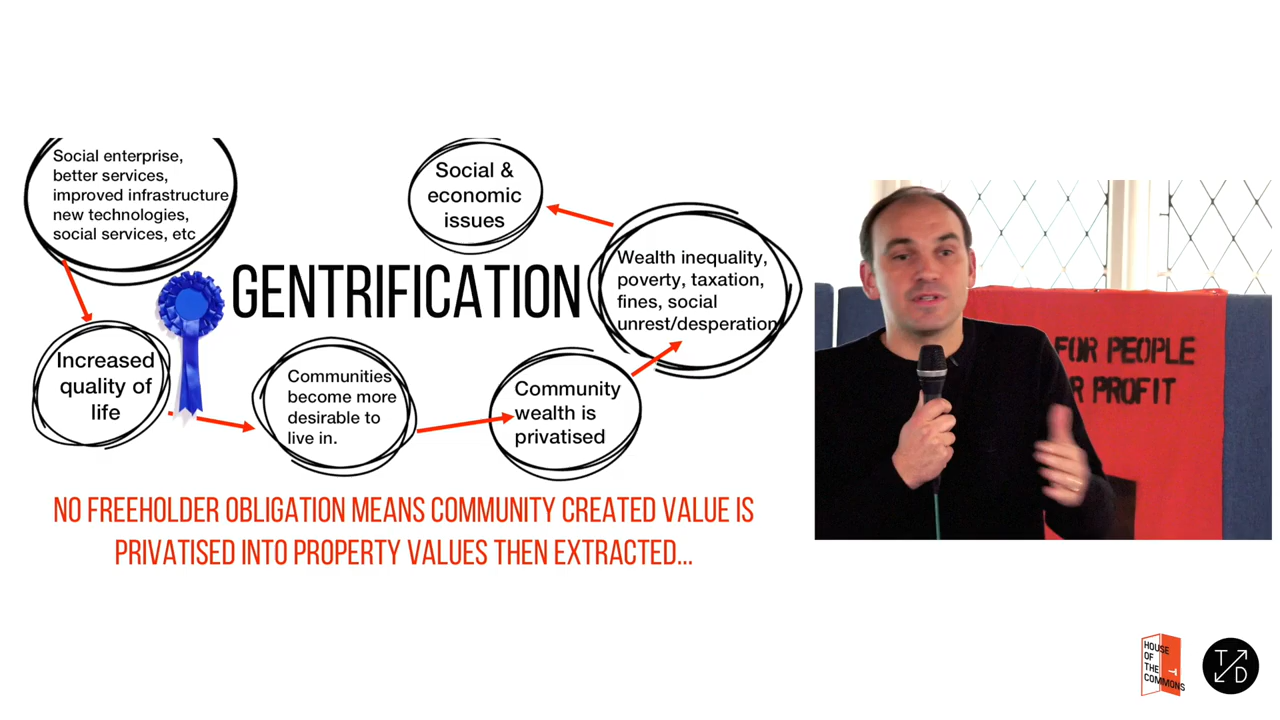 Social enterprise,
better services,
improved infrastructure
new technologies,
social services, etc
Social &
economic
issues
GENTRIFICATION
Wealth inequality,
poverty, taxation,
fines, social
unrest/desperation
Increased
quality of
life
Communities
become more
desirable to
live in.
Community
wealth is
privatised
NO FREEHOLDER OBLIGATION MEANS COMMUNITY CREATED VALUE IS
PRIVATISED INTO PROPERTY VALUES THEN EXTRACTED...
FOR PEOPLE
R PROFIT
HOUSE
OF
THE
COMMONS
T
D